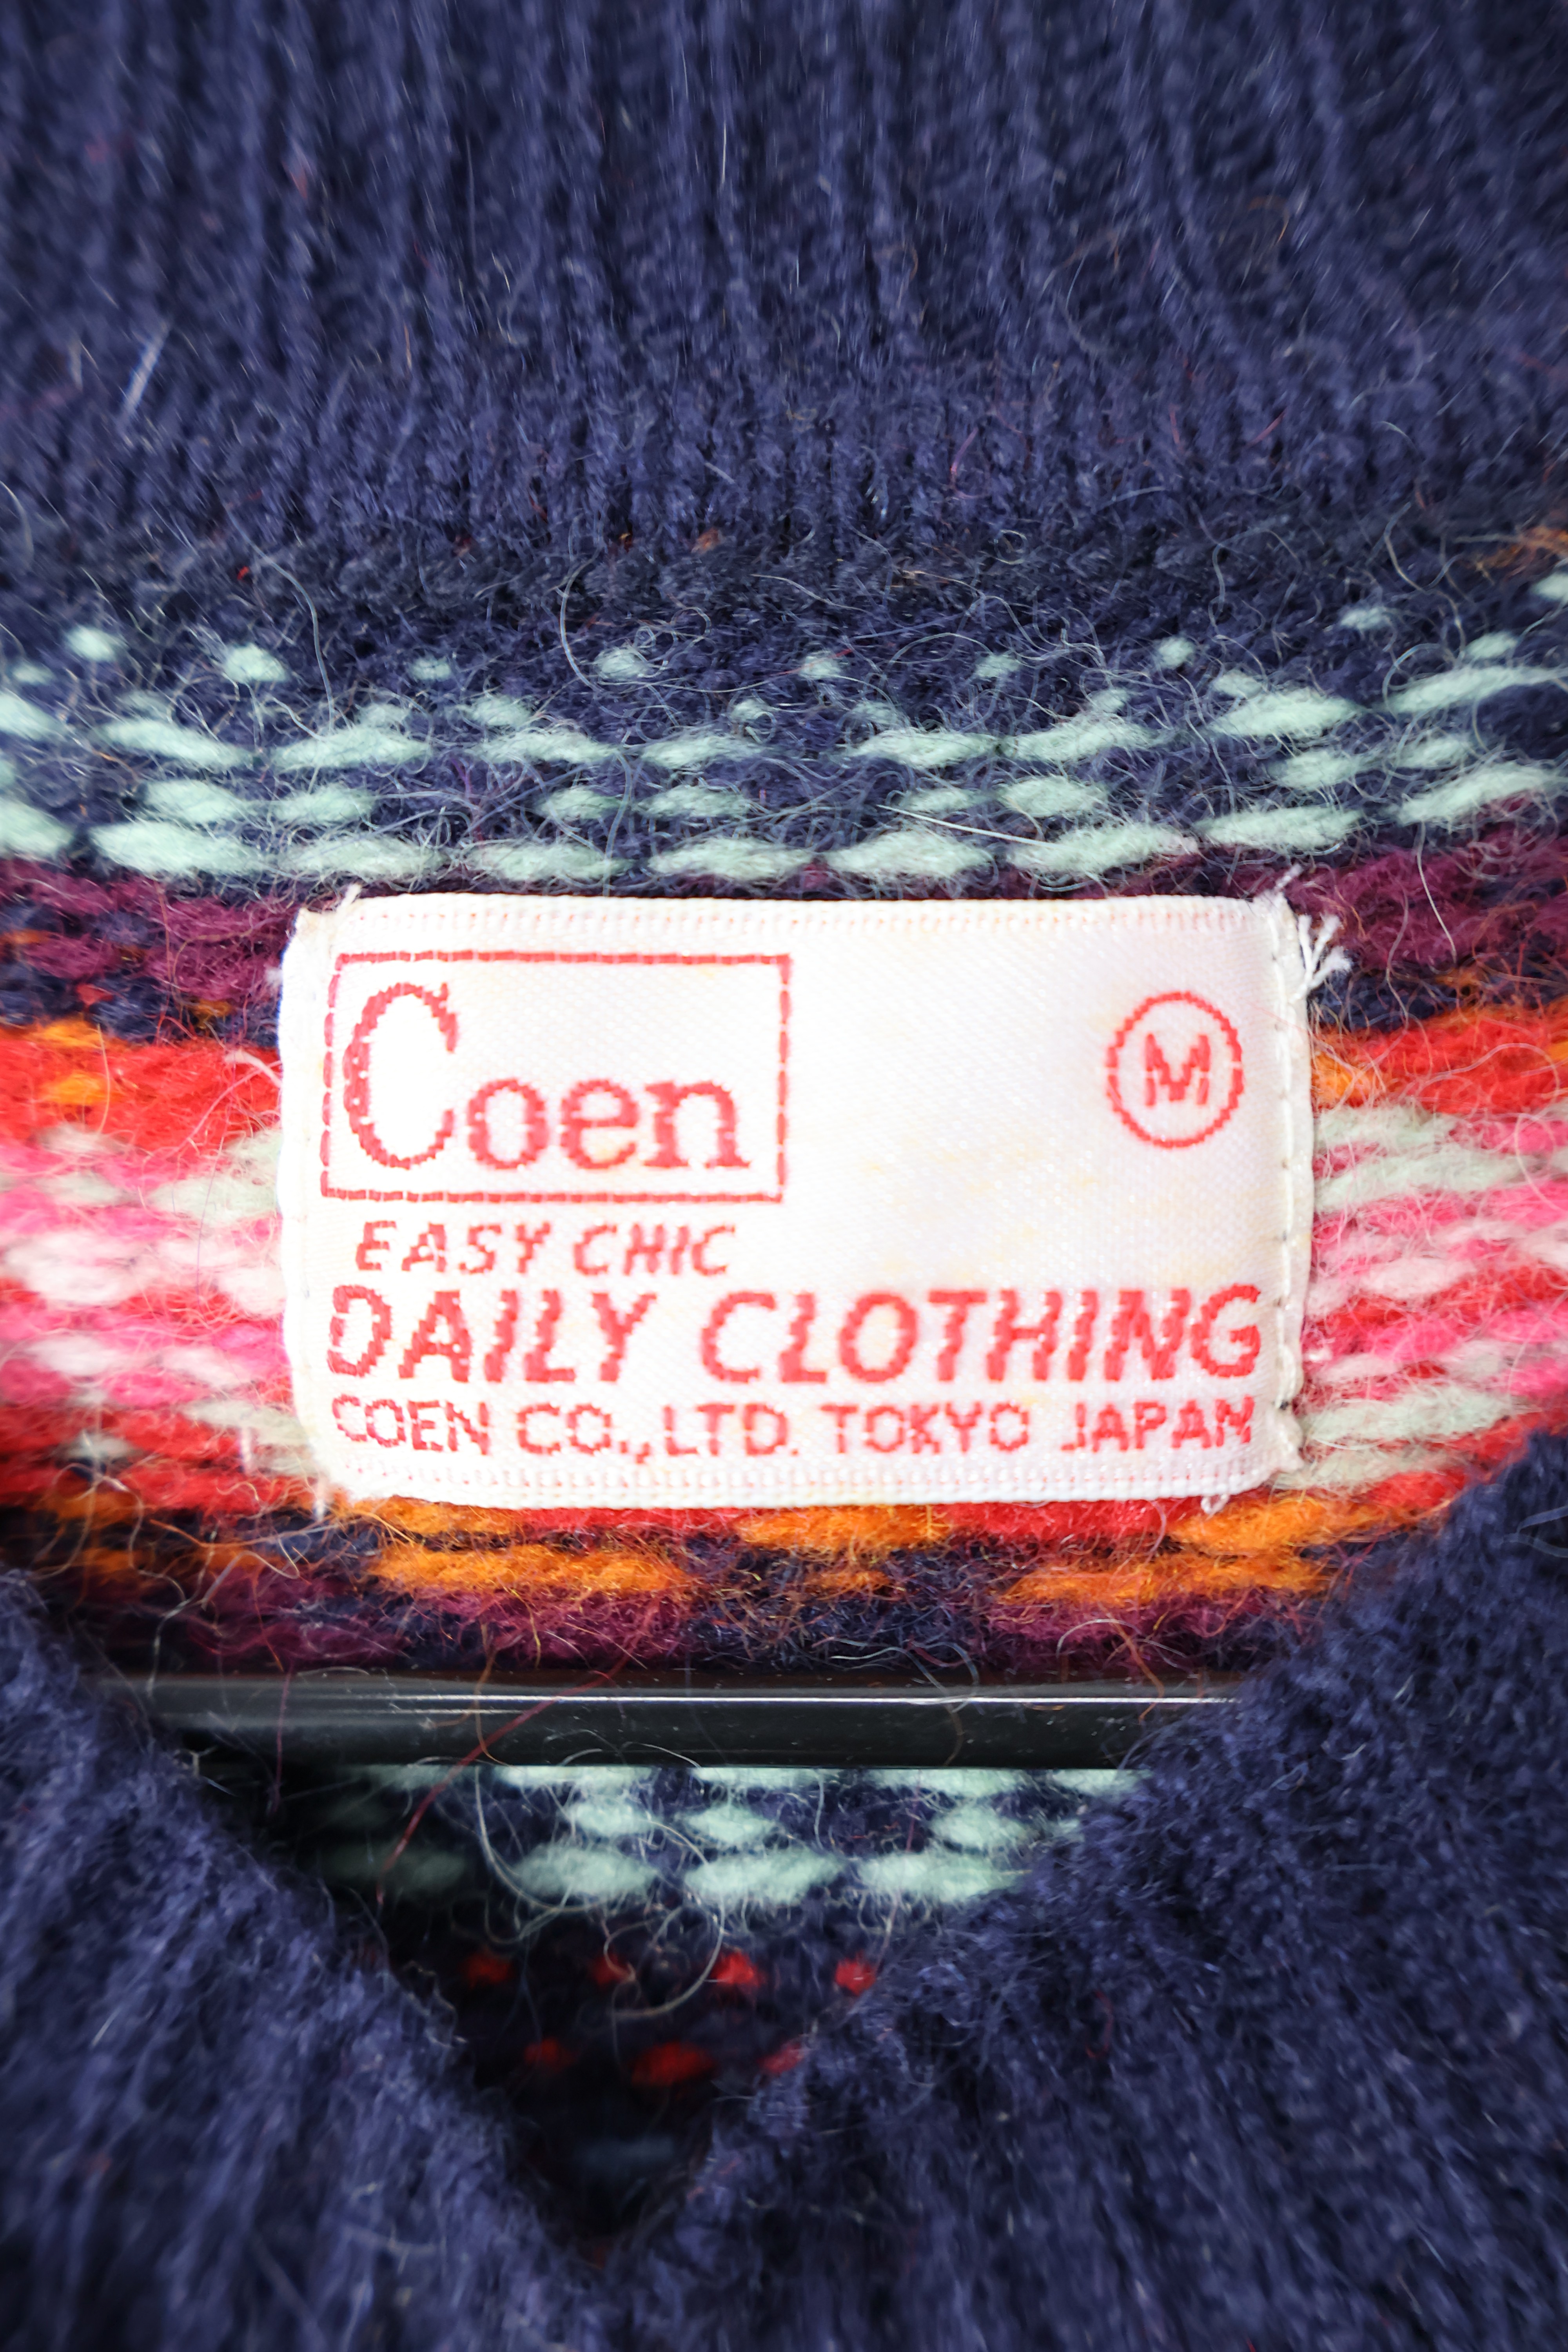 Coen
M
EASY CHIC
DAILY CLOTHING
COEN CO.,LTD. TOKYO JAPAN